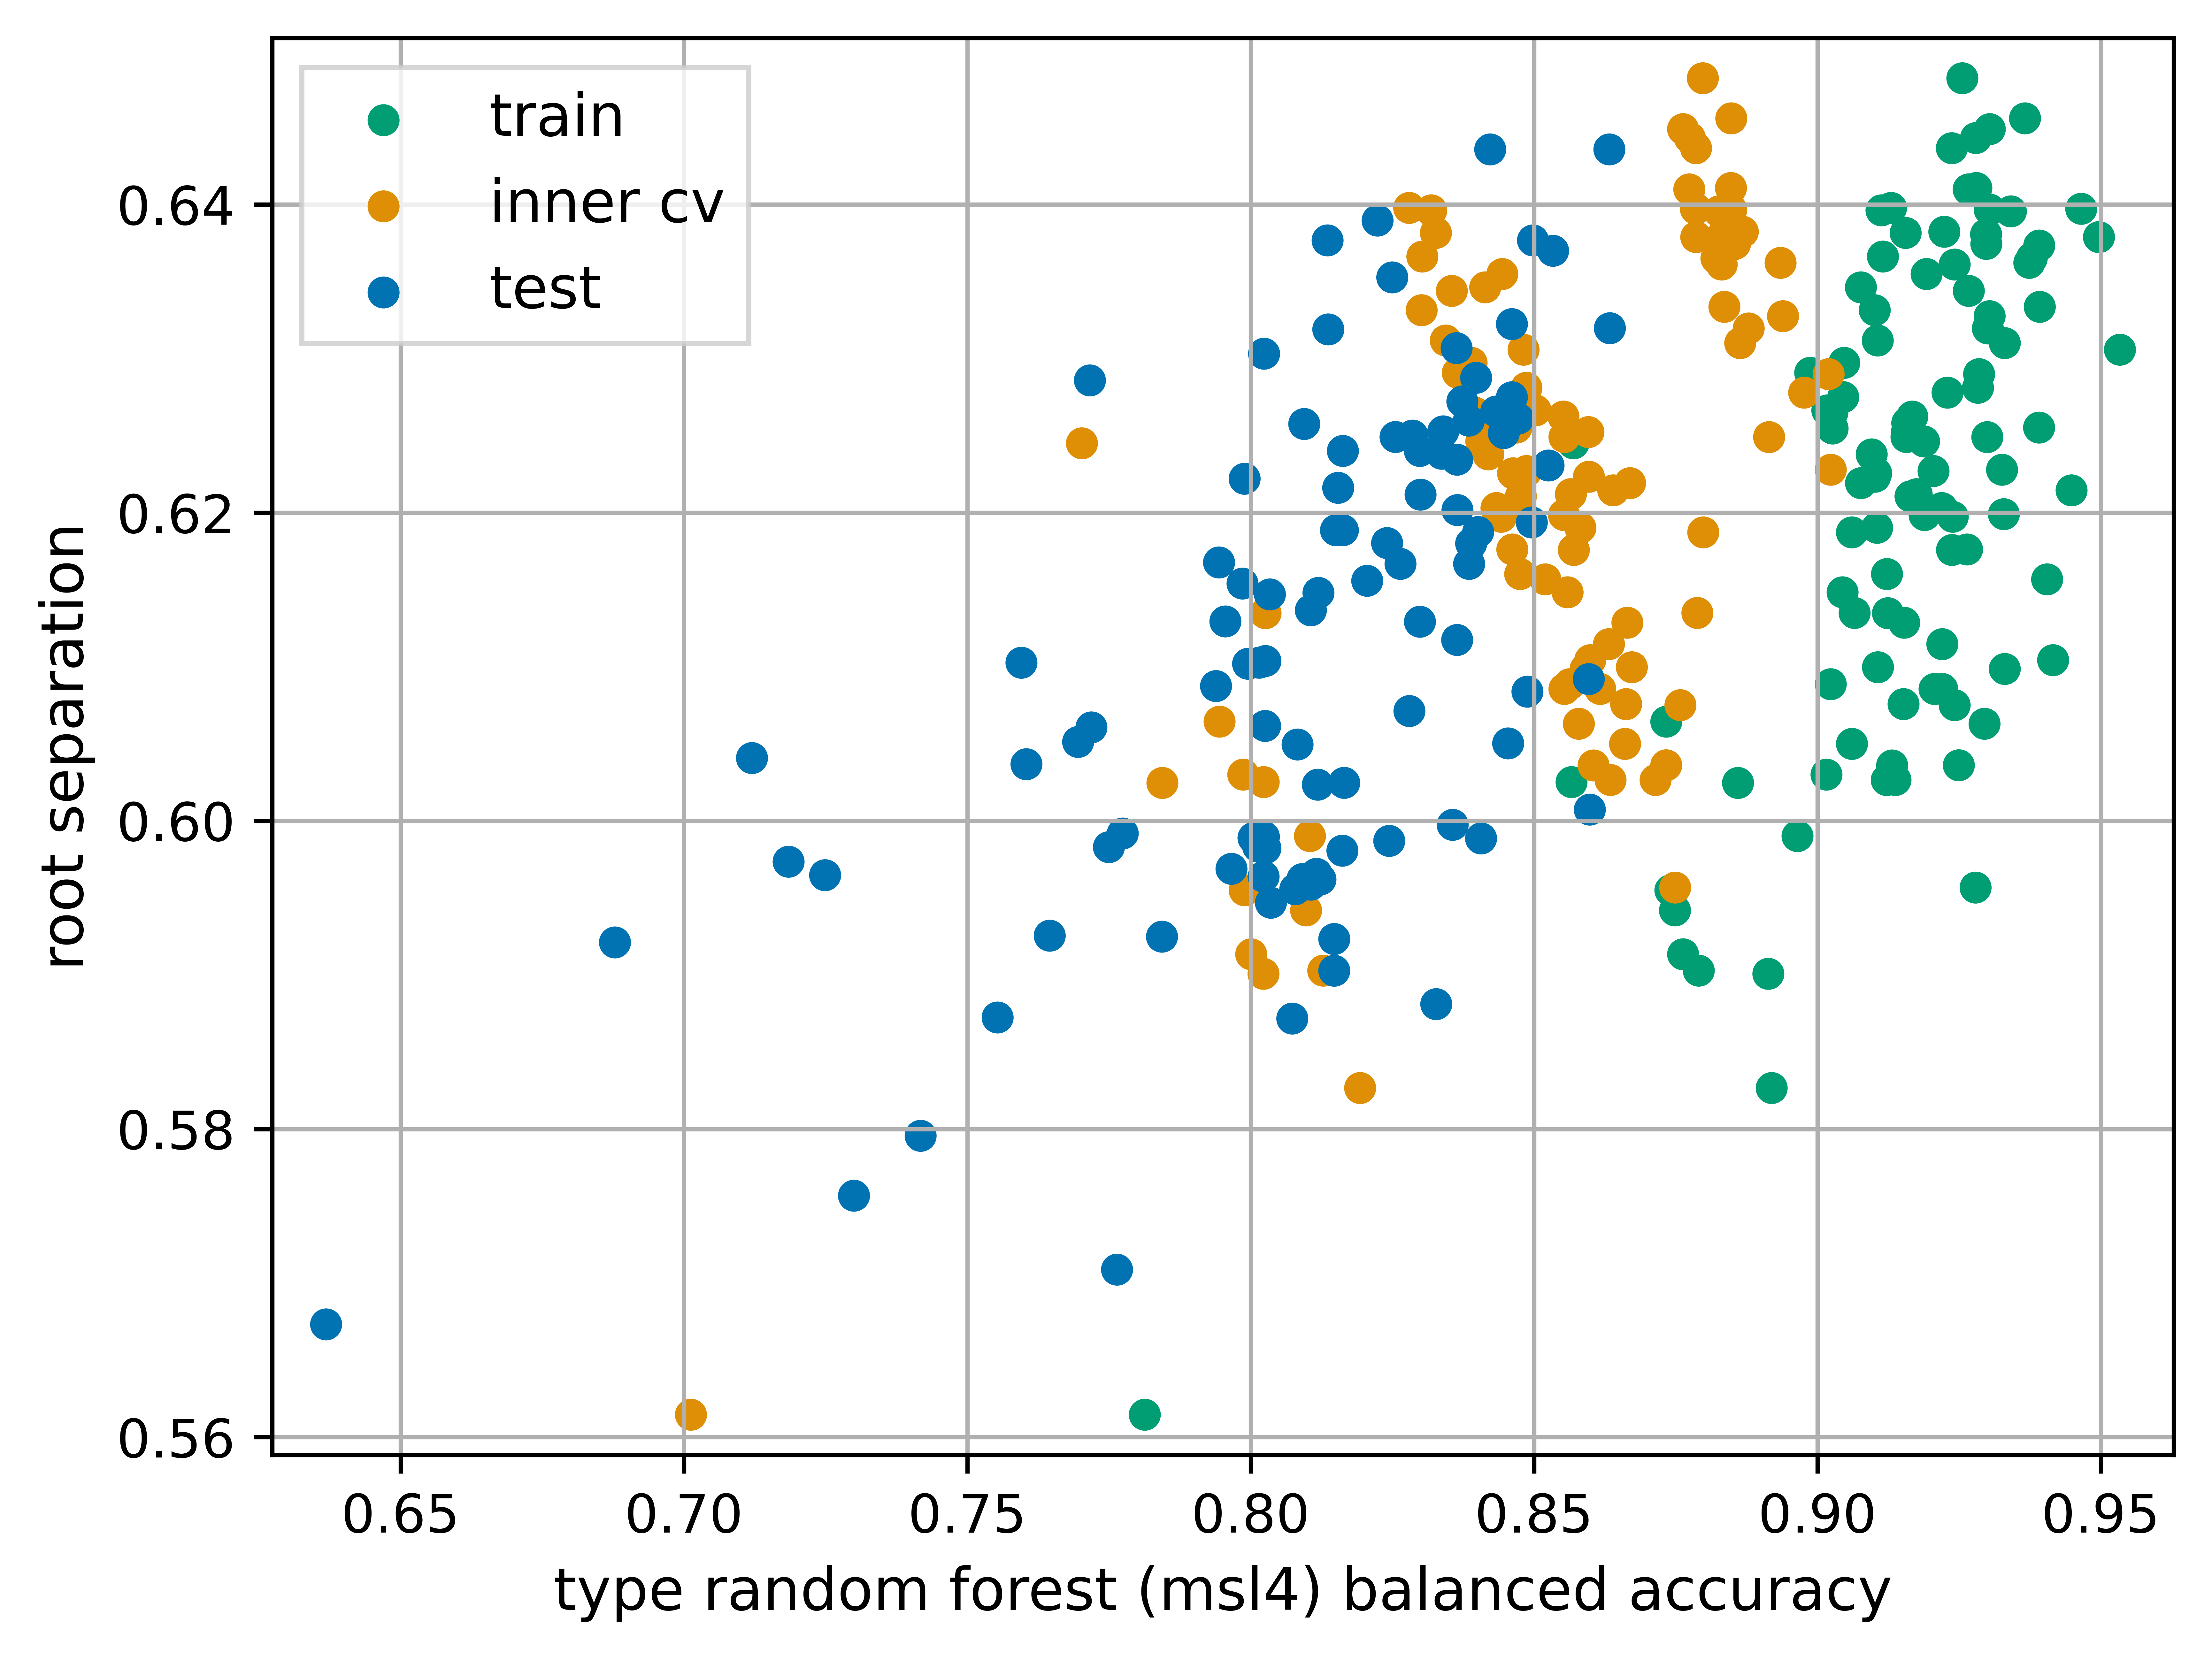 train
inner cv
test
root separation
0.64
0.62
0.60
0.58
0.56
0.65 0.70 0.75 0.80 0.85 0.90 0.95
type random forest (msl4) balanced accuracy